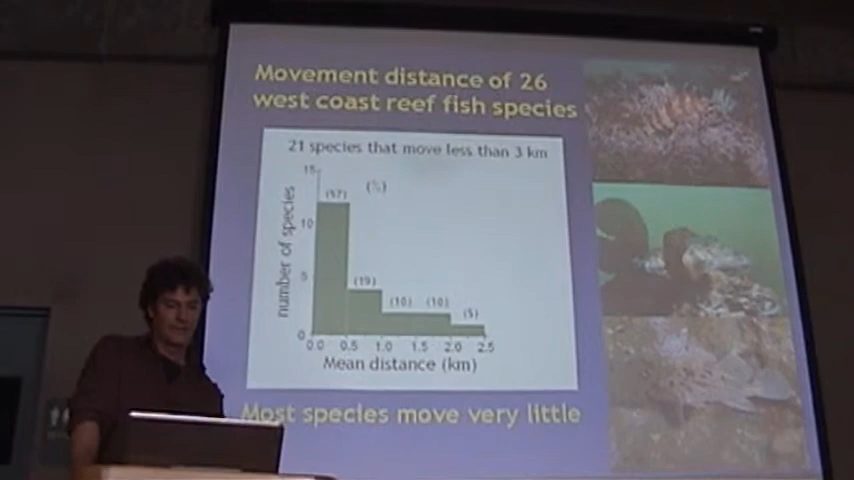 Movement distance of 26
west coast reef fish species
21 species that move less than 3 km
15
(57)
(%)
number of species
10
(19)
5
(10)
(10)
(5)
0
0.0 0.5 1.0 1.5 2.0 2.5
Mean distance (km)
Most species move very little